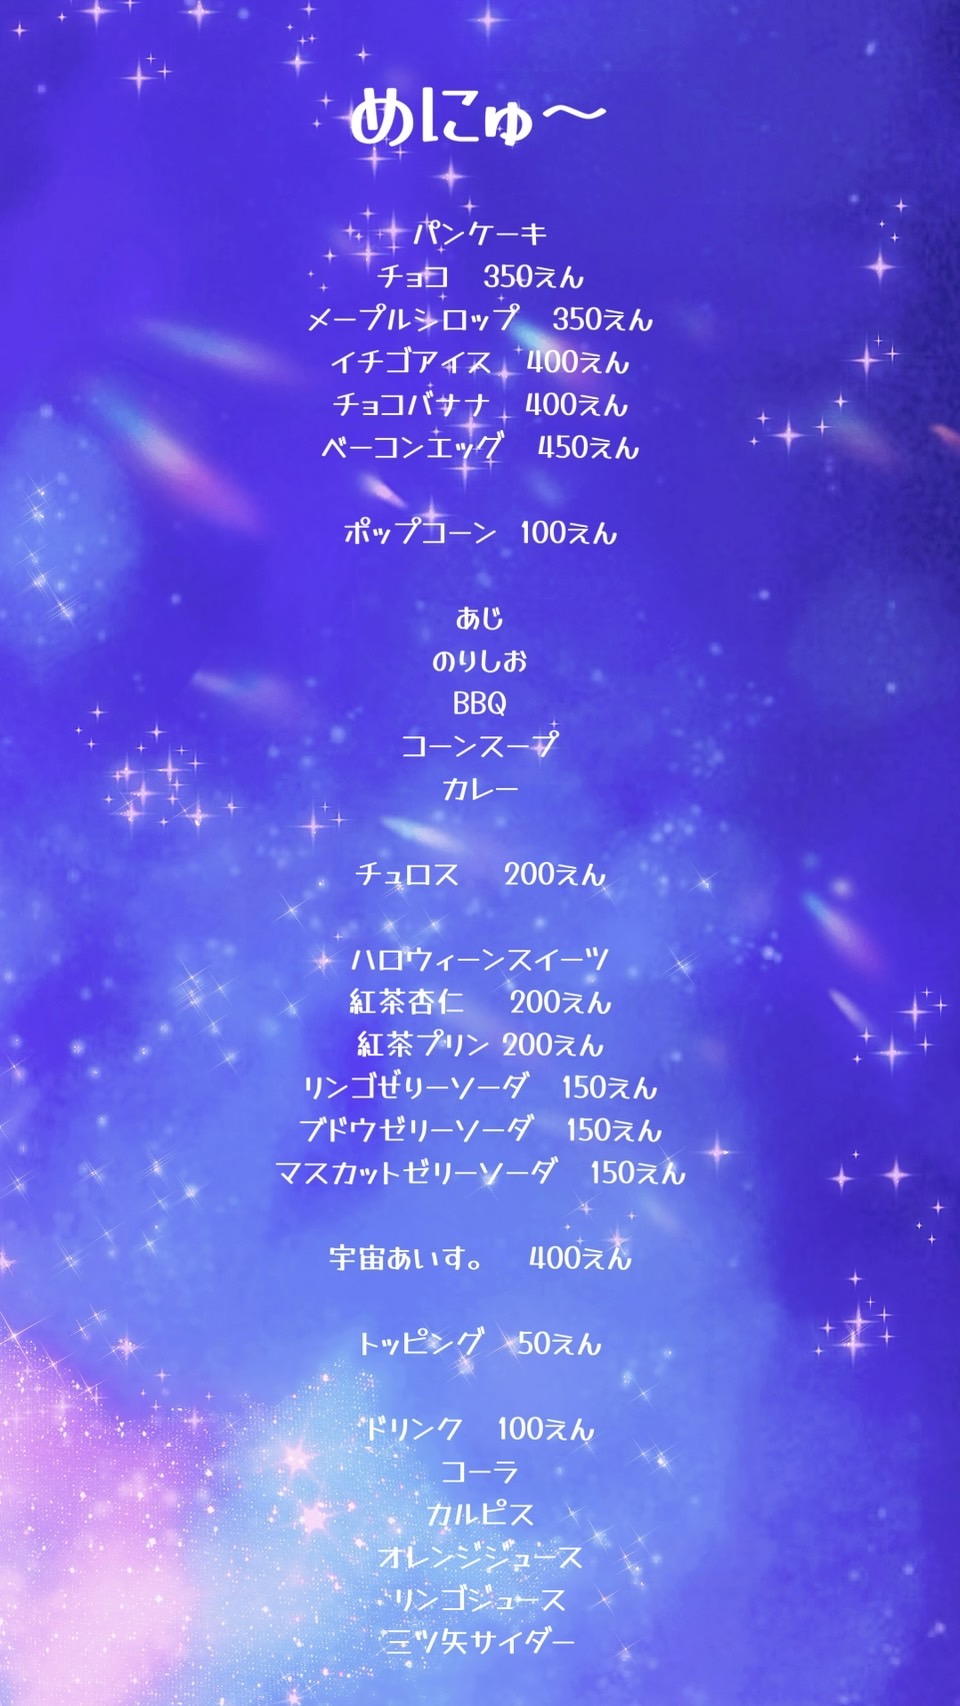 めにゅ〜
パンケーキ
チョコ 350えん
メープルシロップ 350えん
イチゴアイス 400えん
チョコバナナ 400えん
ベーコンエッグ 450えん
ポップコーン 100えん
あじ
のりしお
BBQ
コーンスープ
カレー
チュロス 200えん
ハロウィーンスイーツ
紅茶杏仁 200えん
紅茶プリン 200えん
リンゴぜりーソーダ 150えん
ブドウゼリーソーダ 150えん
マスカットゼリーソーダ 150えん
宇宙あいす。 400えん
トッピング 50えん
ドリンク 100えん
コーラ
カルピス
オレンジジュース
リンゴジュース
三ツ矢サイダー